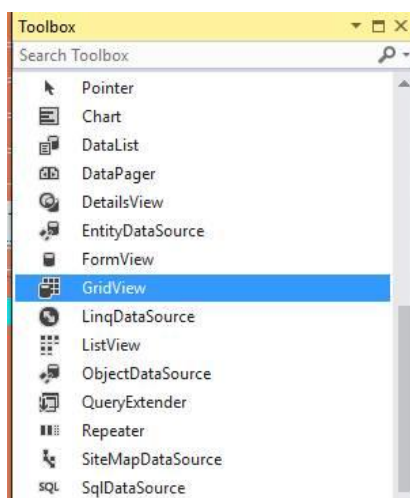 Toolbox
Search Toolbox
Pointer
Chart
DataList
DataPager
DetailsView
EntityDataSource
FormView
GridView
LinqDataSource
ListView
ObjectDataSource
QueryExtender
Repeater
SiteMapDataSource
SQL SqlDataSource